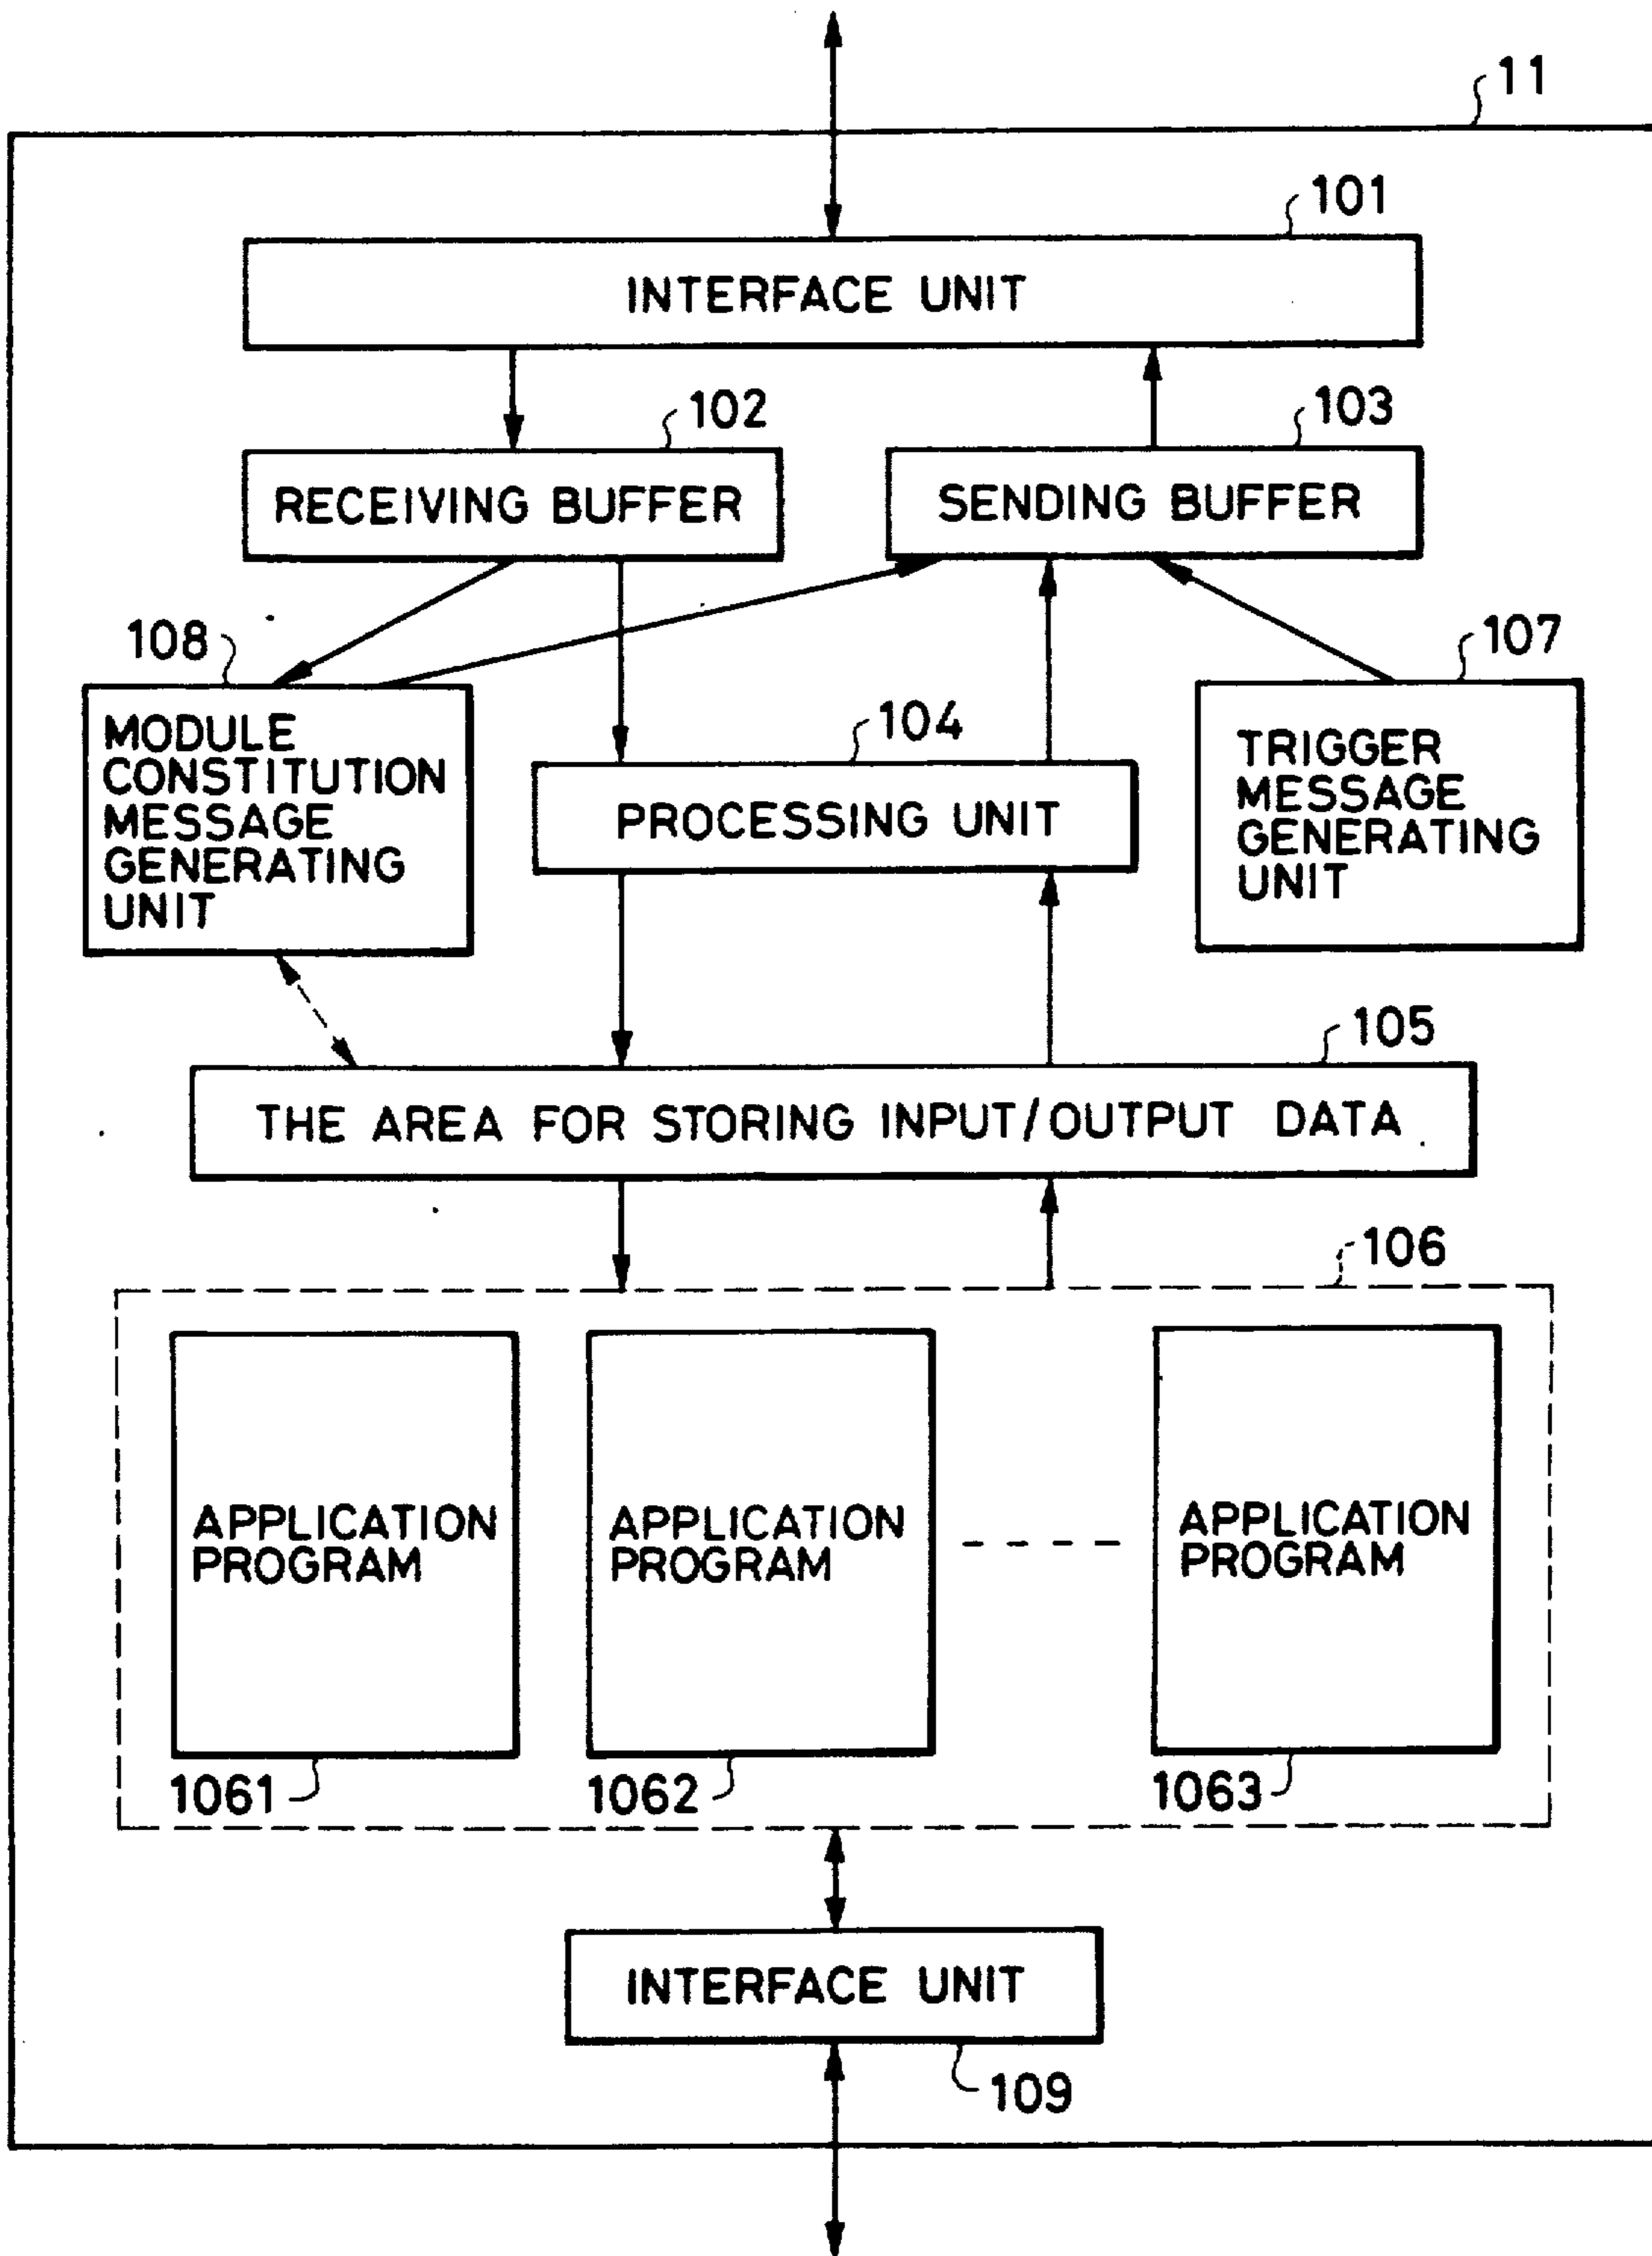 11
101
INTERFACE UNIT
102
103
RECEIVING BUFFER
SENDING BUFFER
108
107
MODULE
CONSTITUTION
MESSAGE
GENERATING
UNIT
104
PROCESSING UNIT
TRIGGER
MESSAGE
GENERATING
UNIT
105
THE AREA FOR STORING INPUT/OUTPUT DATA
106
APPLICATION
PROGRAM
APPLICATION
PROGRAM
APPLICATION
PROGRAM
1061
1062
1063
INTERFACE UNIT
109